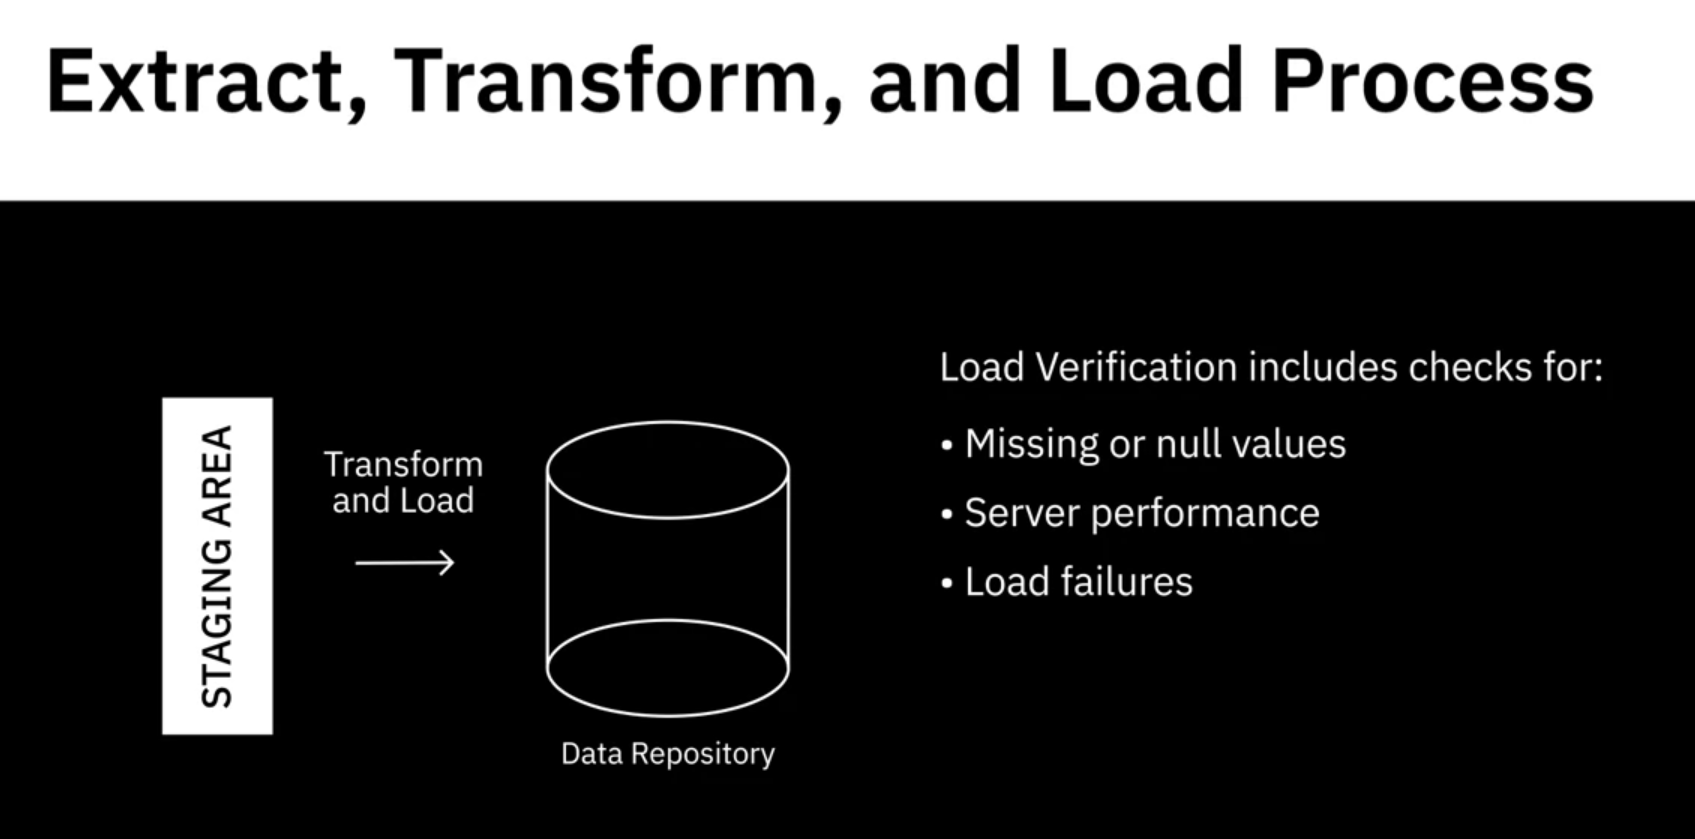 Extract, Transform, and Load Process
STAGING AREA
Transform
and Load
Data Repository
Load Verification includes checks for:
• Missing or null values
• Server performance
• Load failures